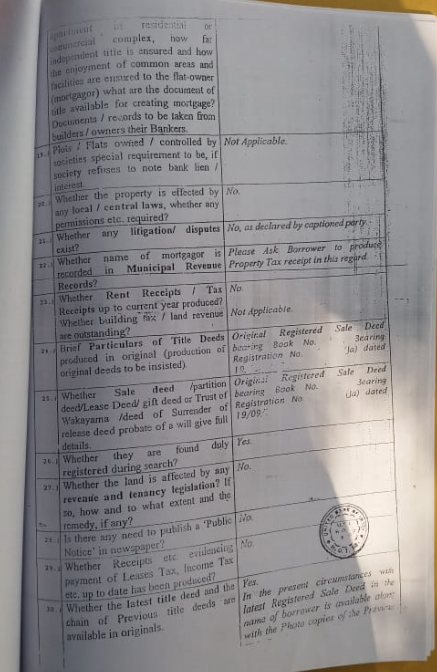 apartment in residential or
commercial complex, how far
independent title is ensured and how
the enjoyment of common areas and
facilities are ensured to the flat-owner
(mortgagor) what are the document of
title available for creating mortgage?
Documents / records to be taken from
builders / owners their Bankers.
19. Plots / Flats owned / controlled by Not Applicable.
societies special requirement to be, if
society refuses to note bank lien /
interest.
20. Whether the property is effected by No.
any local / central laws, whether any
permissions etc. required?
21. Whether any litigation/ disputes No, as declared by captioned party.
exist?
22. Whether name of mortgagor is Please Ask Borrower to produce
recorded in Municipal Revenue Property Tax receipt in this regard.
Records?
23. Whether Rent Receipts / Tax No.
Receipts up to current year produced?
Whether building tax / land revenue Not Applicable.
are outstanding?
24. Brief Particulars of Title Deeds Original Registered Sale Deed
produced in original (production of bearing Book No. Bearing
original deeds to be insisted). Registration No. (Ja) dated
25. Whether Sale deed /partition Original Registered Sale Deed
deed/Lease Deed/ gift deed or Trust of bearing Book No. Bearing
Wakayama /deed of Surrender of Registration No. (Ja) dated
release deed probate of a will give full 19/09/
details.
26. Whether they are found duly Yes.
registered during search?
27. Whether the land is affected by any No.
revenue and tenancy legislation? If
so, how and to what extent and the
remedy, if any?
28. Is there any need to publish a 'Public No.
Notice' in newspaper?
29. Whether Receipts etc. evidencing No.
payment of Leases Tax, Income Tax
etc. up to date has been produced?
30. Whether the latest title deed and the Yes.
chain of Previous title deeds are In the present circumstances with
available in originals. latest Registered Sale Deed in the
name of borrower is available along
with the Photo copies of the Previous